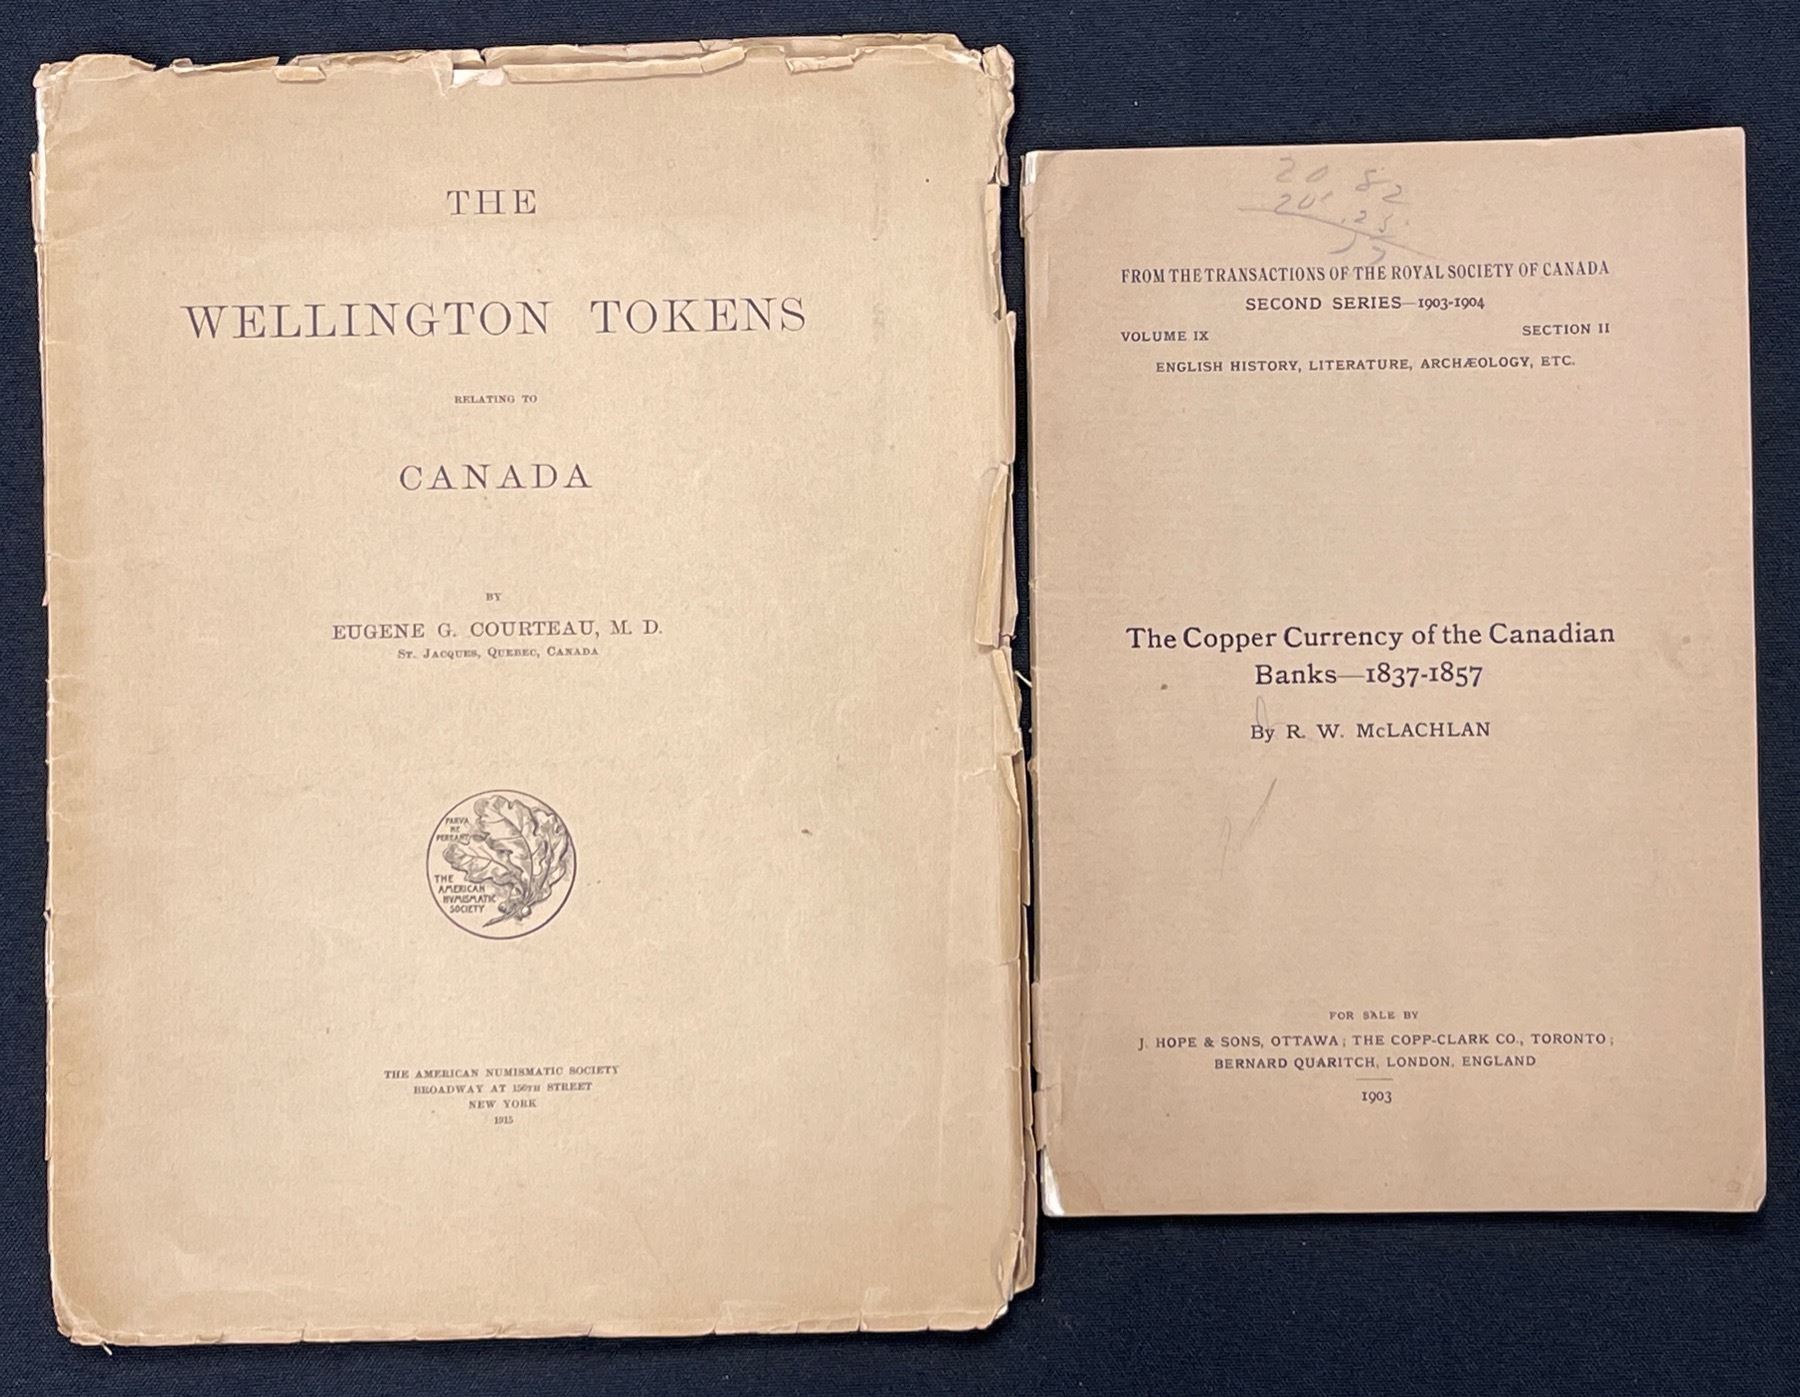 THE
WELLINGTON TOKENS
RELATING TO
CANADA
BY
EUGENE G. COURTEAU, M. D.
ST. JACQUES, QUEBEC, CANADA
PARVA
NE
PEREANT
THE
AMERICAN
NUMISMATIC
SOCIETY
THE AMERICAN NUMISMATIC SOCIETY
BROADWAY AT 156TH STREET
NEW YORK
1915
20 82
FROM THE TRANSACTIONS OF THE ROYAL SOCIETY OF CANADA
SECOND SERIES—1903-1904
VOLUME IX SECTION II
ENGLISH HISTORY, LITERATURE, ARCHÆOLOGY, ETC.
The Copper Currency of the Canadian
Banks—1837-1857
By R. W. McLACHLAN
FOR SALE BY
J. HOPE & SONS, OTTAWA; THE COPP-CLARK CO., TORONTO;
BERNARD QUARITCH, LONDON, ENGLAND
1903